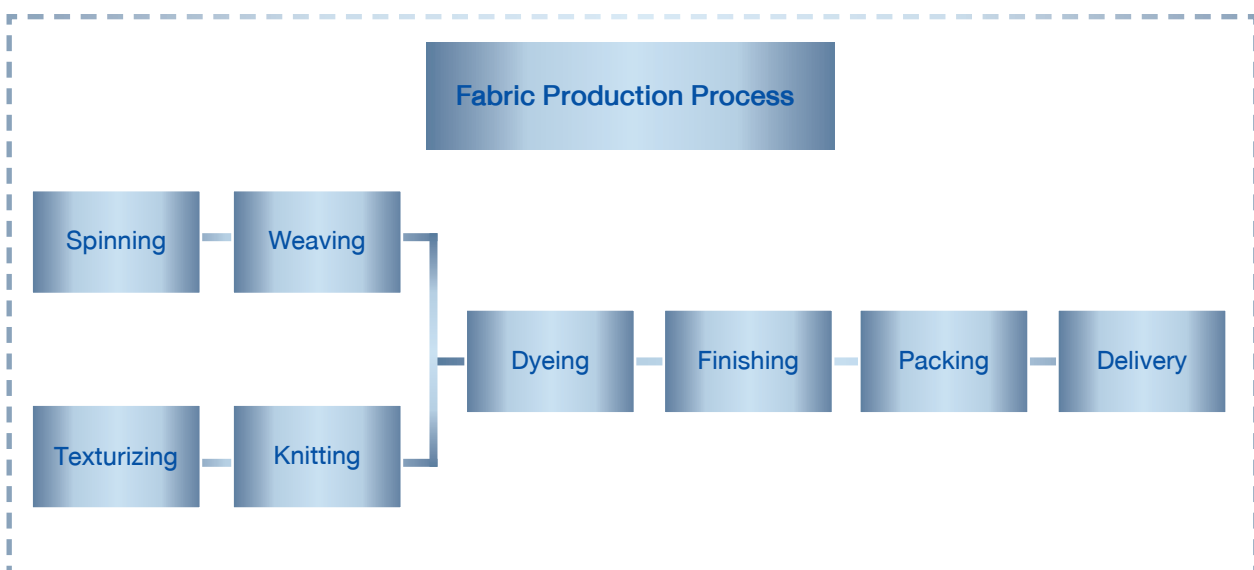 Fabric Production Process
Spinning
Weaving
Dyeing
Finishing
Packing
Delivery
Texturizing
Knitting